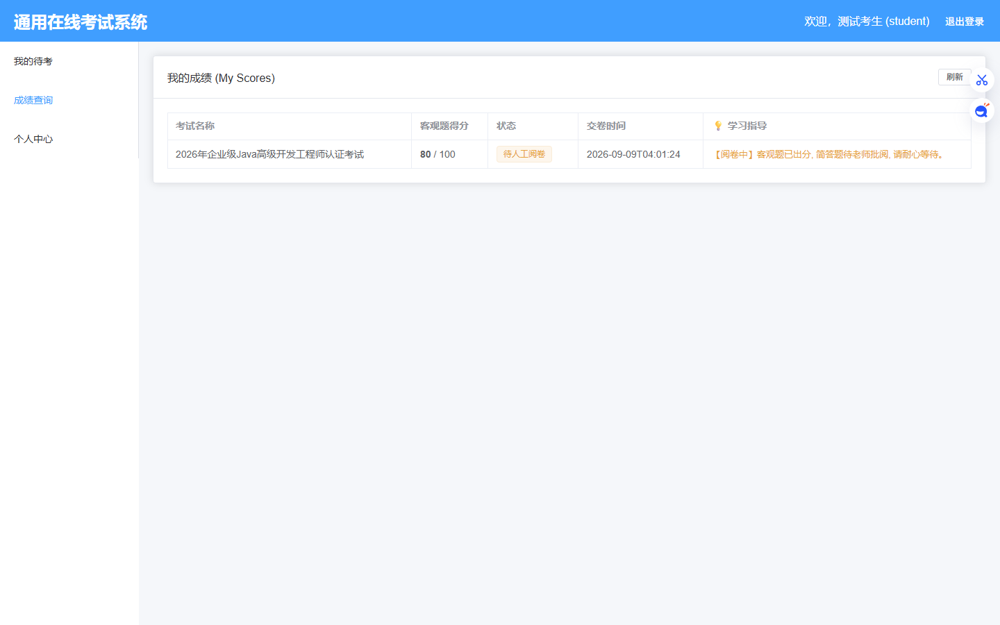 通用在线考试系统
欢迎，测试考生 (student) 退出登录
我的待考
成绩查询
个人中心
我的成绩 (My Scores)
刷新
考试名称 客观题得分 状态 交卷时间 💡 学习指导
2026年企业级Java高级开发工程师认证考试 80 / 100 待人工阅卷 2026-09-09T04:01:24 【阅卷中】客观题已出分, 简答题待老师批阅, 请耐心等待。